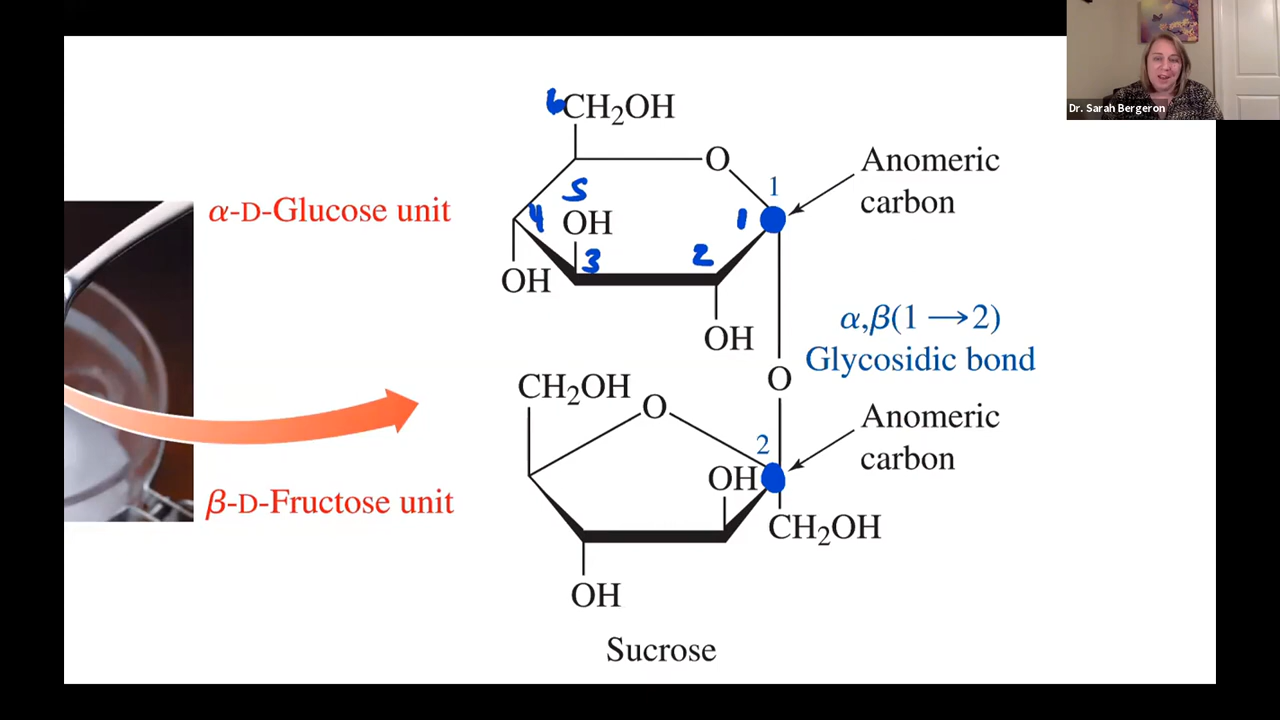 Dr. Sarah Bergeron
6
CH₂OH
O
Anomeric
carbon
1
1
α-D-Glucose unit
5
4
OH
3
2
OH
OH
α,β(1 ⟶2)
Glycosidic bond
O
CH₂OH
O
Anomeric
carbon
2
OH
β-D-Fructose unit
CH₂OH
OH
Sucrose